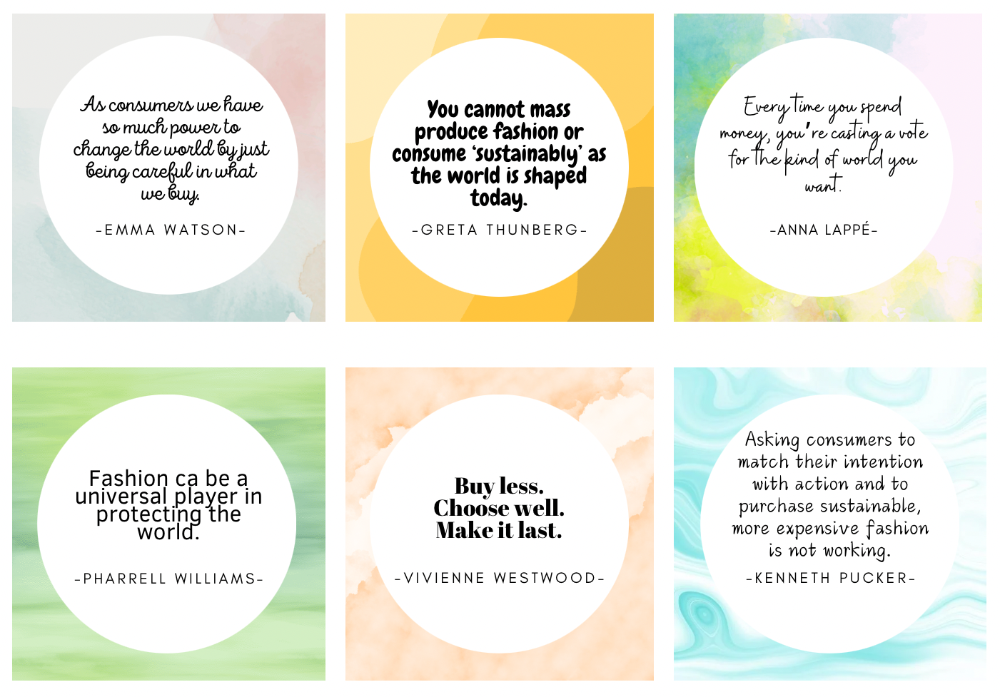 As consumers we have
so much power to
change the world by just
being careful in what
we buy.
-EMMA WATSON-
You cannot mass
produce fashion or
consume ‘sustainably’ as
the world is shaped
today.
-GRETA THUNBERG-
Every time you spend
money, you're casting a vote
for the kind of world you
want.
-ANNA LAPPÉ-
Fashion ca be a
universal player in
protecting the
world.
-PHARRELL WILLIAMS-
Buy less.
Choose well.
Make it last.
-VIVIENNE WESTWOOD-
Asking consumers to
match their intention
with action and to
purchase sustainable,
more expensive fashion
is not working.
-KENNETH PUCKER-